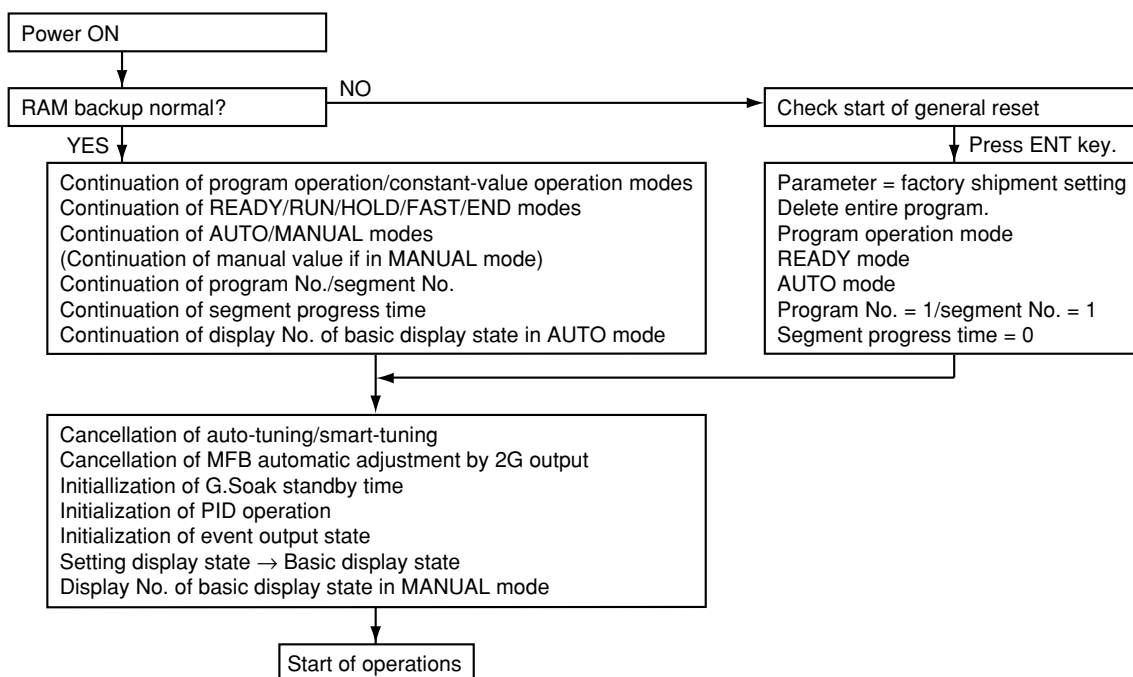 Power ON
RAM backup normal?
NO
Check start of general reset
YES
Press ENT key.
Continuation of program operation/constant-value operation modes
Continuation of READY/RUN/HOLD/FAST/END modes
Continuation of AUTO/MANUAL modes
(Continuation of manual value if in MANUAL mode)
Continuation of program No./segment No.
Continuation of segment progress time
Continuation of display No. of basic display state in AUTO mode
Parameter = factory shipment setting
Delete entire program.
Program operation mode
READY mode
AUTO mode
Program No. = 1/segment No. = 1
Segment progress time = 0
Cancellation of auto-tuning/smart-tuning
Cancellation of MFB automatic adjustment by 2G output
Initiallization of G.Soak standby time
Initialization of PID operation
Initialization of event output state
Setting display state → Basic display state
Display No. of basic display state in MANUAL mode
Start of operations